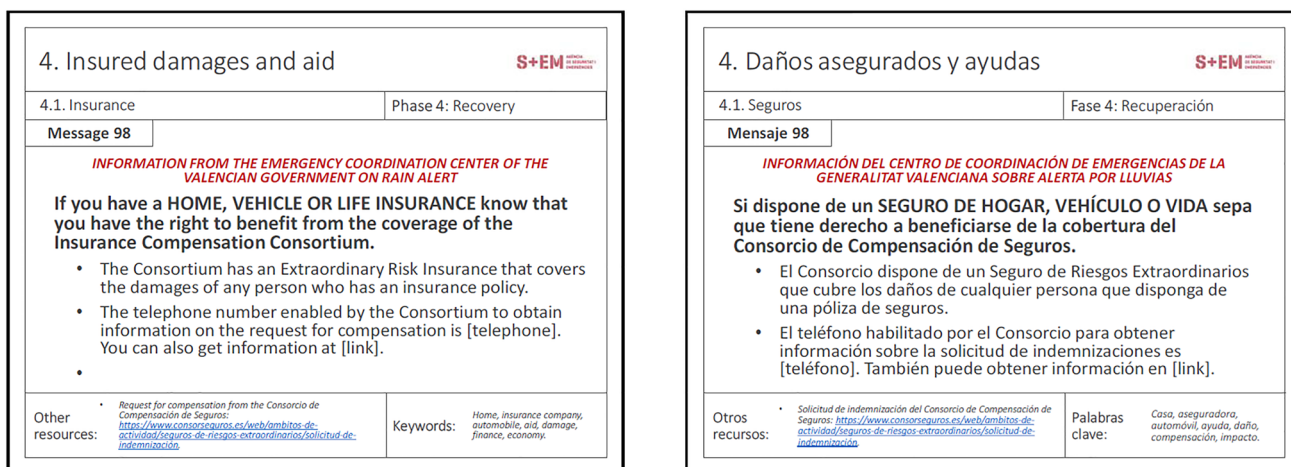 4. Insured damages and aid
S+EM
AGÈNCIA
DE SEGURETAT I
EMERGÈNCIES
4.1. Insurance
Phase 4: Recovery
Message 98
INFORMATION FROM THE EMERGENCY COORDINATION CENTER OF THE
VALENCIAN GOVERNMENT ON RAIN ALERT
If you have a HOME, VEHICLE OR LIFE INSURANCE know that
you have the right to benefit from the coverage of the
Insurance Compensation Consortium.
• The Consortium has an Extraordinary Risk Insurance that covers
the damages of any person who has an insurance policy.
• The telephone number enabled by the Consortium to obtain
information on the request for compensation is [telephone].
You can also get information at [link].
•
Other
resources:
• Request for compensation from the Consorcio de
Compensación de Seguros:
https://www.consorseguros.es/web/ambitos-de-
actividad/seguros-de-riesgos-extraordinarios/solicitud-de-
indemnización.
Keywords:
Home, insurance company,
automobile, aid, damage,
finance, economy.
4. Daños asegurados y ayudas
S+EM
AGÈNCIA
DE SEGURETAT I
EMERGÈNCIES
4.1. Seguros
Fase 4: Recuperación
Mensaje 98
INFORMACIÓN DEL CENTRO DE COORDINACIÓN DE EMERGENCIAS DE LA
GENERALITAT VALENCIANA SOBRE ALERTA POR LLUVIAS
Si dispone de un SEGURO DE HOGAR, VEHÍCULO O VIDA sepa
que tiene derecho a beneficiarse de la cobertura del
Consorcio de Compensación de Seguros.
• El Consorcio dispone de un Seguro de Riesgos Extraordinarios
que cubre los daños de cualquier persona que disponga de
una póliza de seguros.
• El teléfono habilitado por el Consorcio para obtener
información sobre la solicitud de indemnizaciones es
[teléfono]. También puede obtener información en [link].
Otros
recursos:
• Solicitud de indemnización del Consorcio de Compensación de
Seguros: https://www.consorseguros.es/web/ambitos-de-
actividad/seguros-de-riesgos-extraordinarios/solicitud-de-
indemnización.
Palabras
clave:
Casa, aseguradora,
automóvil, ayuda, daño,
compensación, impacto.